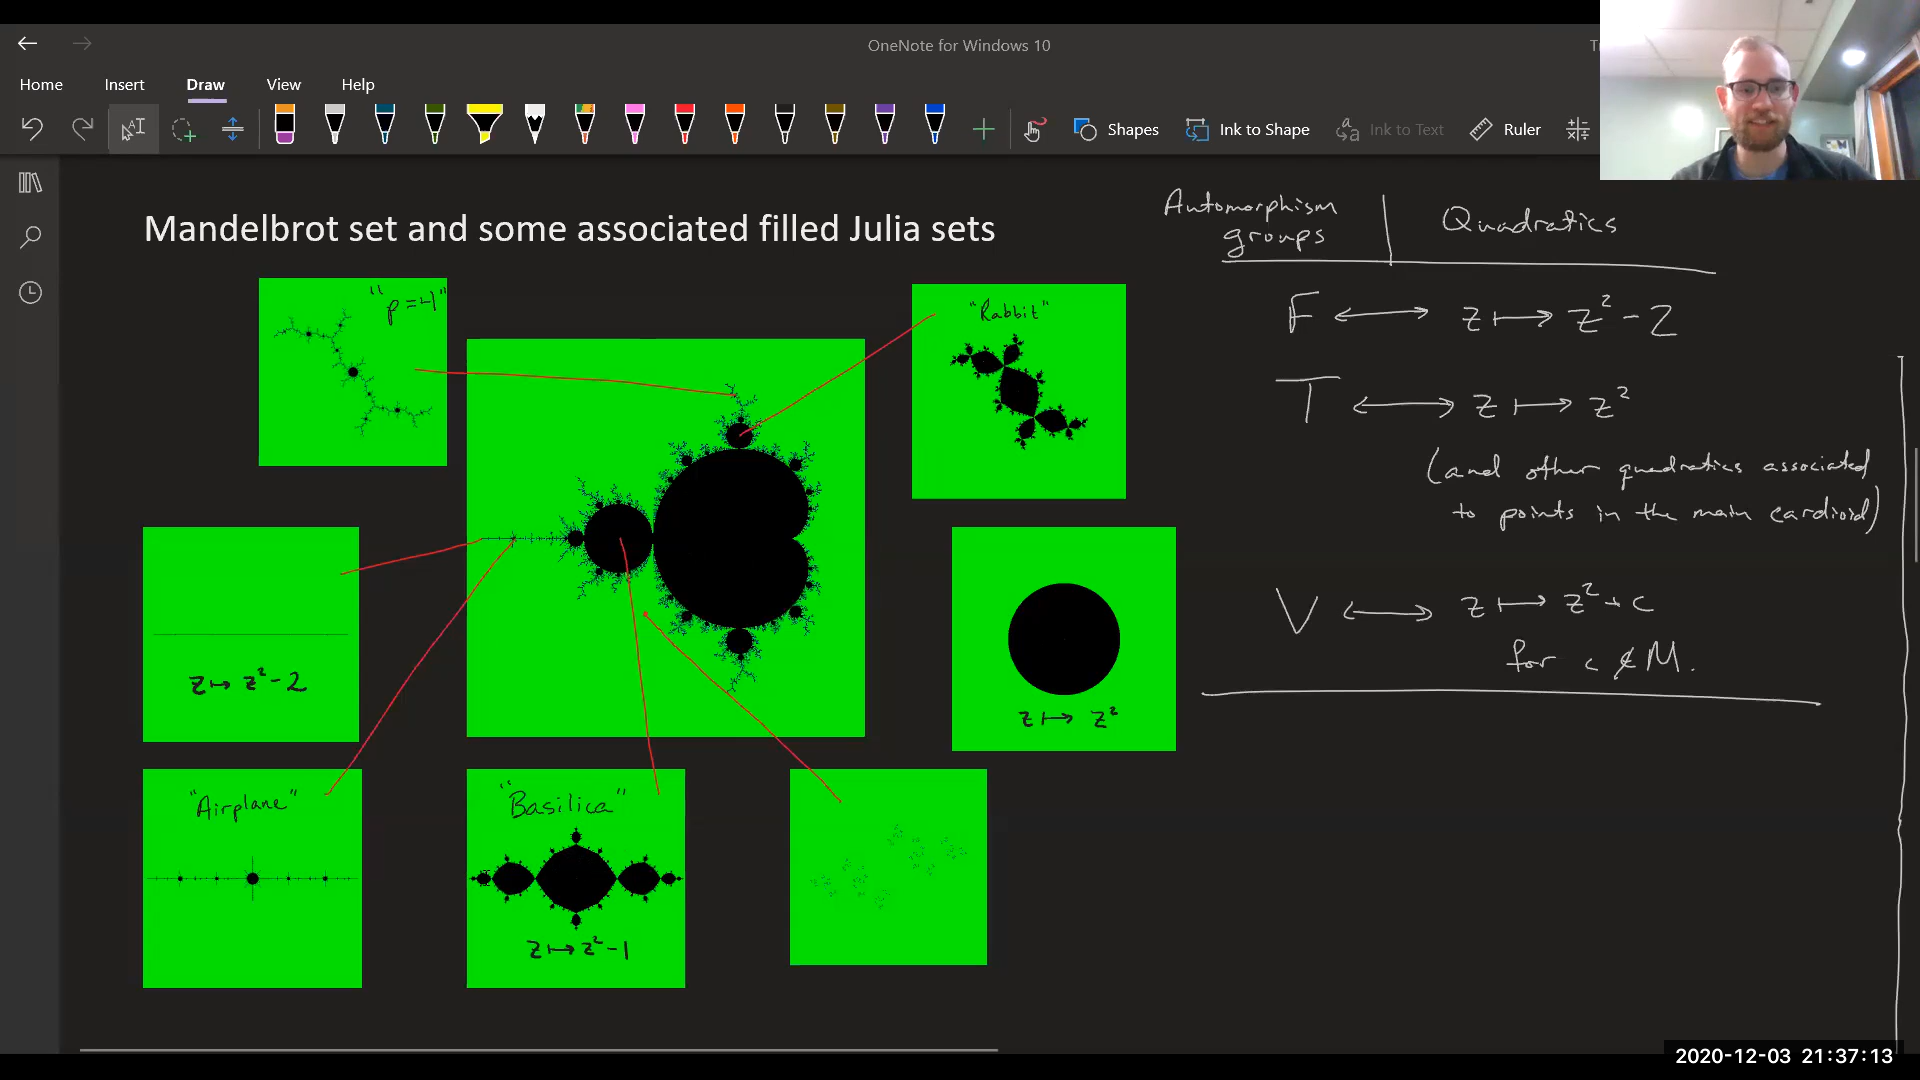 OneNote for Windows 10
Home Insert Draw View Help
Shapes Ink to Shape Ink to Text Ruler
Mandelbrot set and some associated filled Julia sets
"p=4"
"Rabbit"
z ↦ z² - 2
z ↦ z²
"Airplane"
"Basilica"
z ↦ z² - 1
Automorphism groups | Quadratics
F ⟷ z ⟼ z² - 2
T ⟷ z ⟼ z²
(and other quadratics associated
to points in the main cardioid)
V ⟷ z ⟼ z² + c
for c ∉ M.
2020-12-03 21:37:13